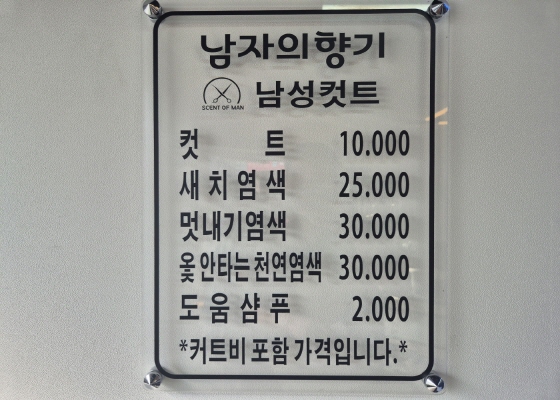 남자의향기
SCENT OF MAN
남성컷트
컷 트 10.000
새치염색 25.000
멋내기염색 30.000
옻 안타는 천연염색 30.000
도움샴푸 2.000
*커트비 포함 가격입니다.*